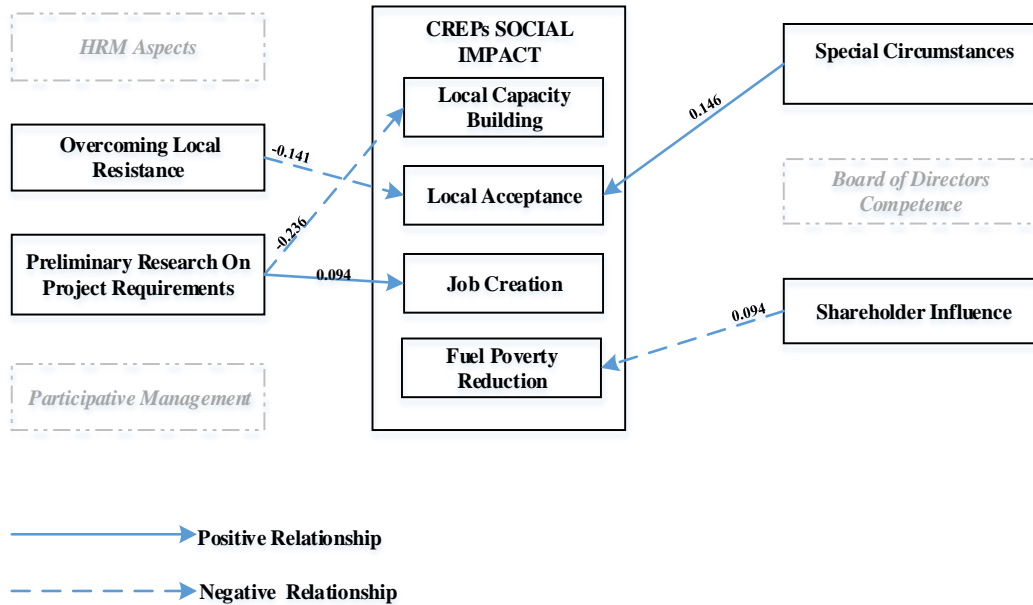 HRM Aspects
Overcoming Local
Resistance
Preliminary Research On
Project Requirements
Participative Management
-0.141
-0.236
0.094
CREPs SOCIAL
IMPACT
Local Capacity
Building
Local Acceptance
Job Creation
Fuel Poverty
Reduction
0.146
0.094
Special Circumstances
Board of Directors
Competence
Shareholder Influence
Positive Relationship
Negative Relationship